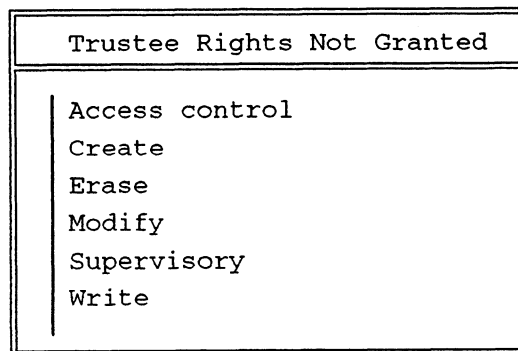 Trustee Rights Not Granted
Access control
Create
Erase
Modify
Supervisory
Write